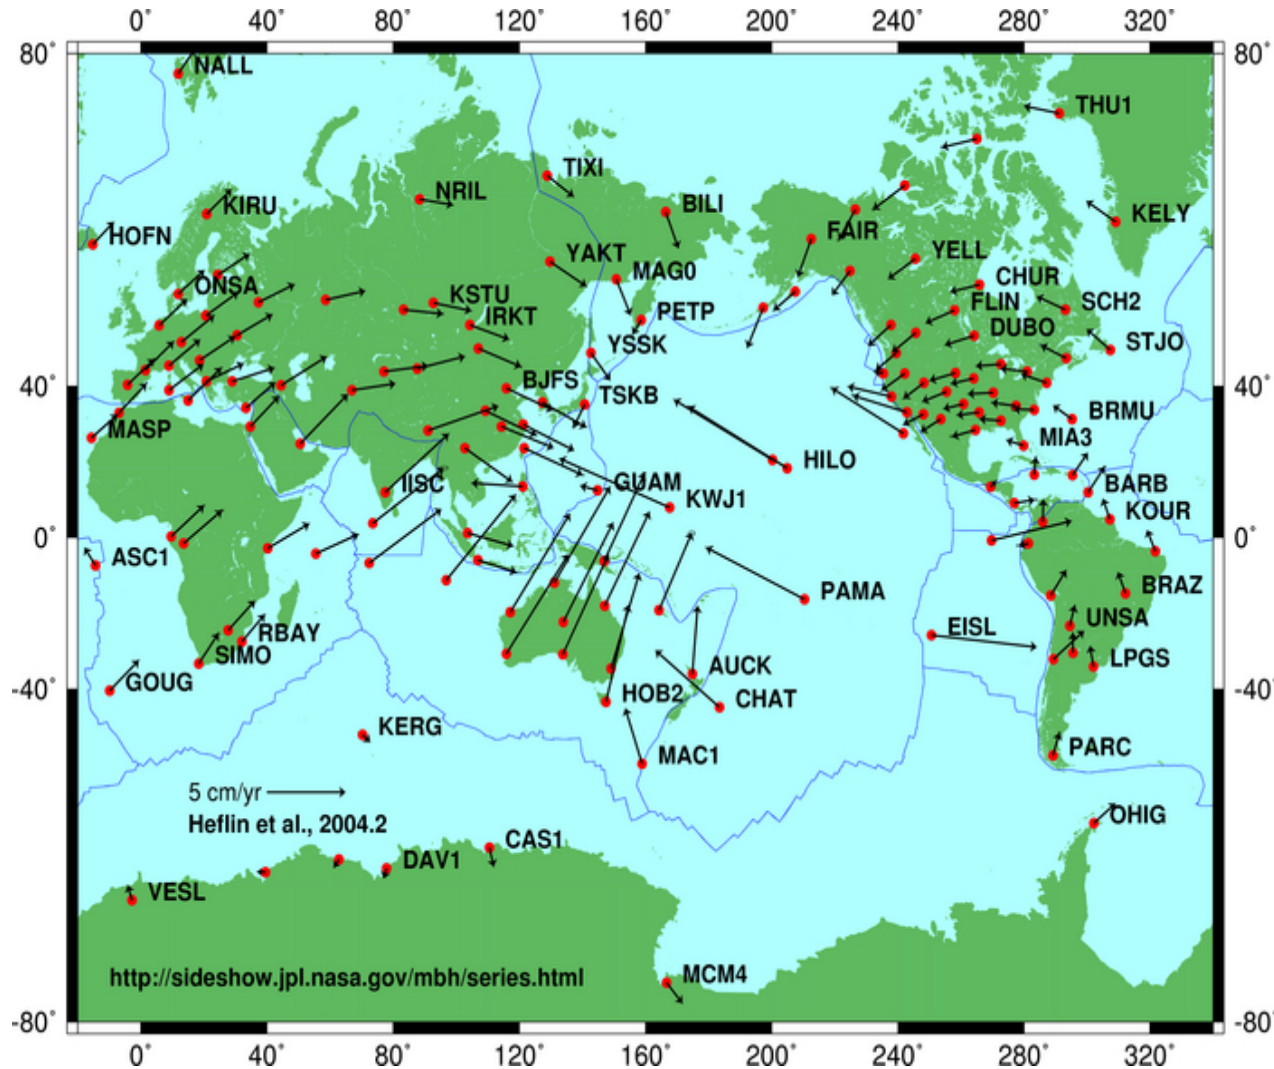 0° 40° 80° 120° 160° 200° 240° 280° 320°
80° 80°
NALL
THU1
TIXI
NRIL
BILI
KIRU
KELY
FAIR
HOFN
YAKT
YELL
MAG0
CHUR
ONSA
KSTU
FLIN
SCH2
PETP
IRKT
DUBO
STJO
YSSK
40° 40°
BJFS
TSKB
BRMU
MASP
MIA3
HILO
IISC
GUAM
BARB
KWJ1
KOUR
0° 0°
ASC1
BRAZ
PAMA
UNSA
EISL
RBAY
SIMO
LPGS
AUCK
GOUG
-40° -40°
HOB2
CHAT
KERG
PARC
MAC1
5 cm/yr
OHIG
Heflin et al., 2004.2
CAS1
DAV1
VESL
MCM4
http://sideshow.jpl.nasa.gov/mbh/series.html
-80° -80°
0° 40° 80° 120° 160° 200° 240° 280° 320°